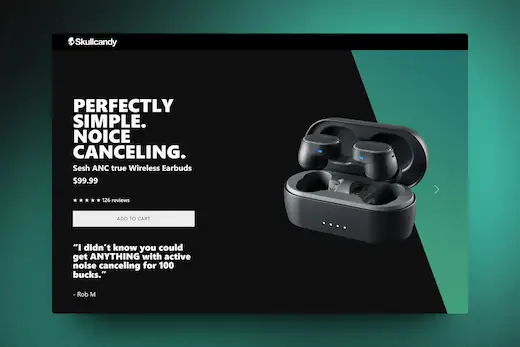 Skullcandy
PERFECTLY
SIMPLE.
NOICE
CANCELING.
Sesh ANC true Wireless Earbuds
$99.99
★★★★★ 126 reviews
ADD TO CART
“I didn’t know you could
get ANYTHING with active
noise canceling for 100
bucks.”
- Rob M